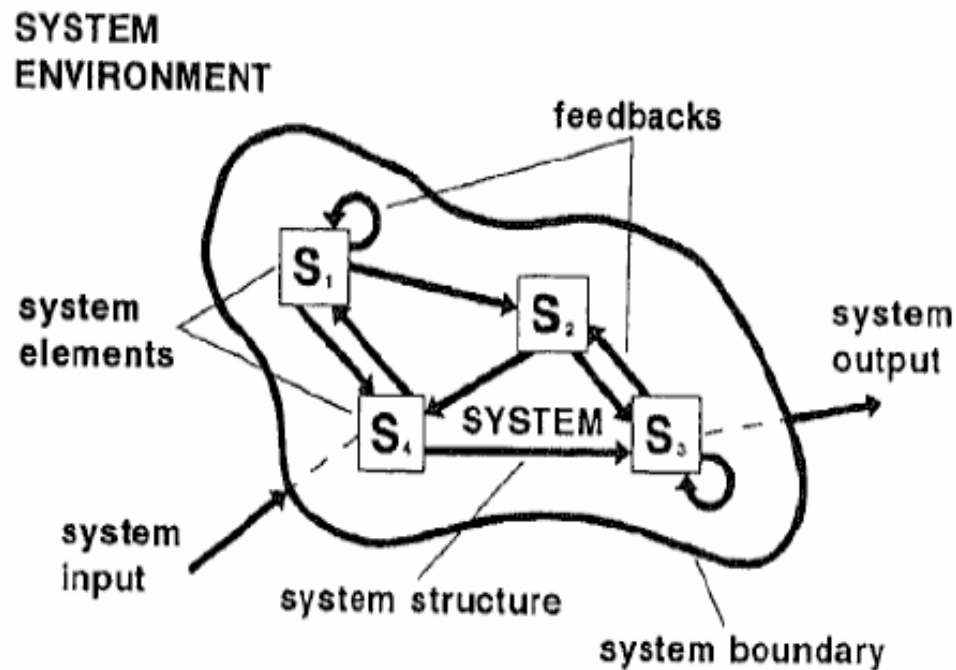 SYSTEM
ENVIRONMENT
feedbacks
S₁
system
elements
S₂
system
output
S₄
SYSTEM
S₃
system
input
system structure
system boundary